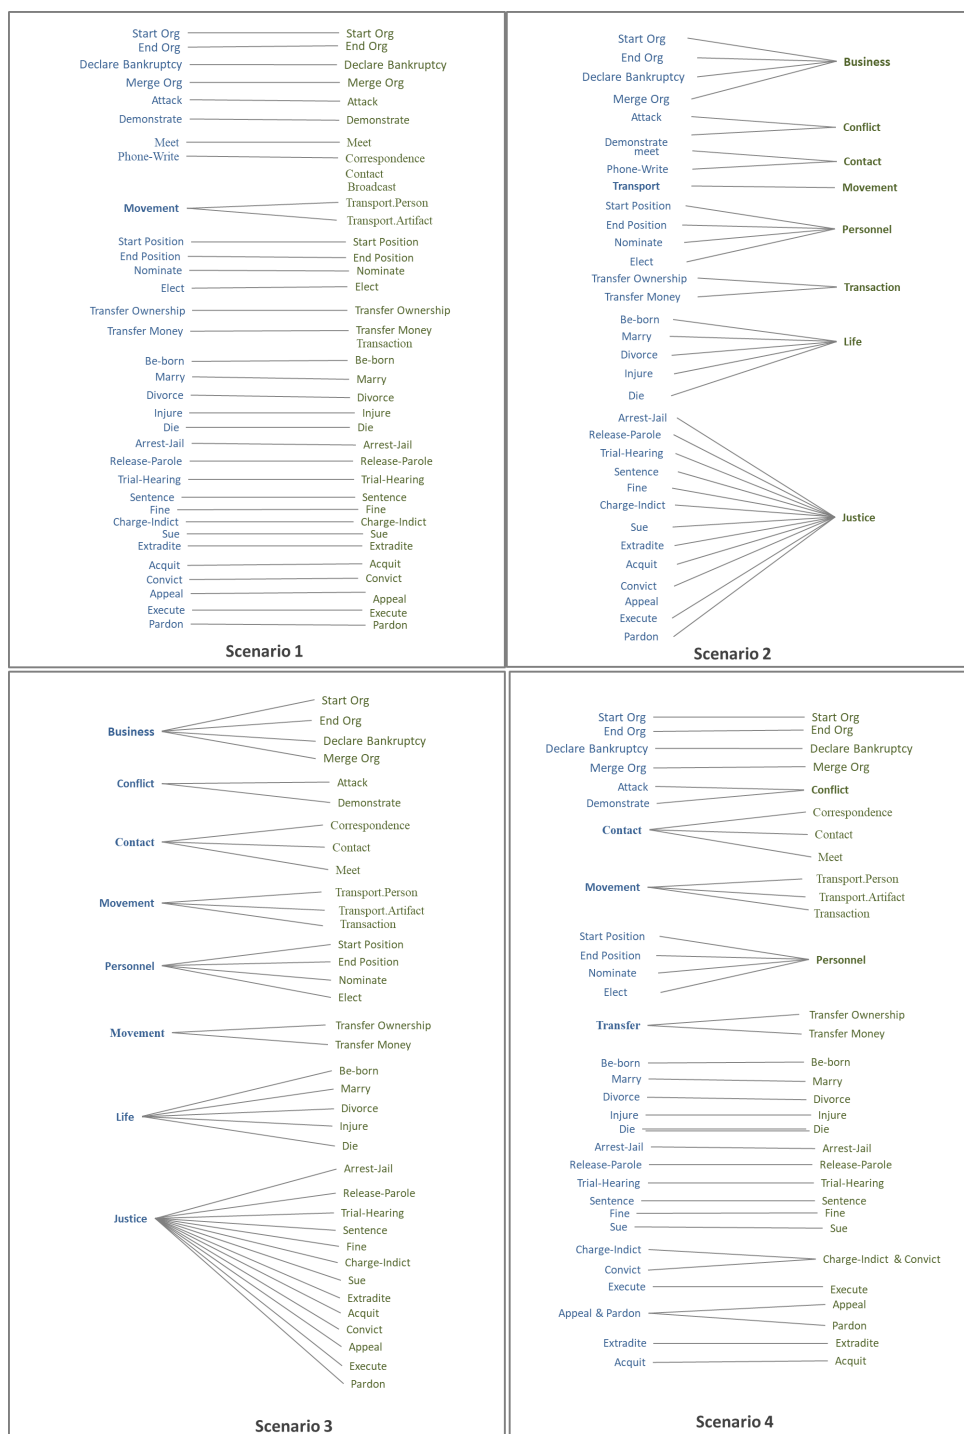 Start Org Start Org
End Org End Org
Declare Bankruptcy Declare Bankruptcy
Merge Org Merge Org
Attack Attack
Demonstrate Demonstrate
Meet Meet
Phone-Write Correspondence
Contact
Broadcast
Transport.Person
Movement
Transport.Artifact
Start Position Start Position
End Position End Position
Nominate Nominate
Elect Elect
Transfer Ownership Transfer Ownership
Transfer Money Transfer Money
Transaction
Be-born Be-born
Marry Marry
Divorce Divorce
Injure Injure
Die Die
Arrest-Jail Arrest-Jail
Release-Parole Release-Parole
Trial-Hearing Trial-Hearing
Sentence Sentence
Fine Fine
Charge-Indict Charge-Indict
Sue Sue
Extradite Extradite
Acquit Acquit
Convict Convict
Appeal Appeal
Execute Execute
Pardon Pardon
Scenario 1
Start Org
End Org
Business
Declare Bankruptcy
Merge Org
Attack
Conflict
Demonstrate
meet
Contact
Phone-Write
Transport Movement
Start Position
End Position
Personnel
Nominate
Elect
Transfer Ownership
Transaction
Transfer Money
Be-born
Marry
Life
Divorce
Injure
Die
Arrest-Jail
Release-Parole
Trial-Hearing
Sentence
Fine
Charge-Indict
Justice
Sue
Extradite
Acquit
Convict
Appeal
Execute
Pardon
Scenario 2
Start Org
End Org
Business
Declare Bankruptcy
Merge Org
Conflict Attack
Demonstrate
Correspondence
Contact
Contact
Meet
Transport.Person
Movement
Transport.Artifact
Transaction
Start Position
End Position
Personnel
Nominate
Elect
Transfer Ownership
Movement
Transfer Money
Be-born
Marry
Divorce
Life
Injure
Die
Arrest-Jail
Release-Parole
Trial-Hearing
Justice
Sentence
Fine
Charge-Indict
Sue
Extradite
Acquit
Convict
Appeal
Execute
Pardon
Scenario 3
Start Org Start Org
End Org End Org
Declare Bankruptcy Declare Bankruptcy
Merge Org Merge Org
Attack
Conflict
Demonstrate
Correspondence
Contact
Contact
Meet
Transport.Person
Movement
Transport.Artifact
Transaction
Start Position
End Position
Personnel
Nominate
Elect
Transfer Ownership
Transfer
Transfer Money
Be-born Be-born
Marry Marry
Divorce Divorce
Injure Injure
Die Die
Arrest-Jail Arrest-Jail
Release-Parole Release-Parole
Trial-Hearing Trial-Hearing
Sentence Sentence
Fine Fine
Sue Sue
Charge-Indict
Charge-Indict & Convict
Convict
Execute Execute
Appeal
Appeal & Pardon
Pardon
Extradite Extradite
Acquit Acquit
Scenario 4